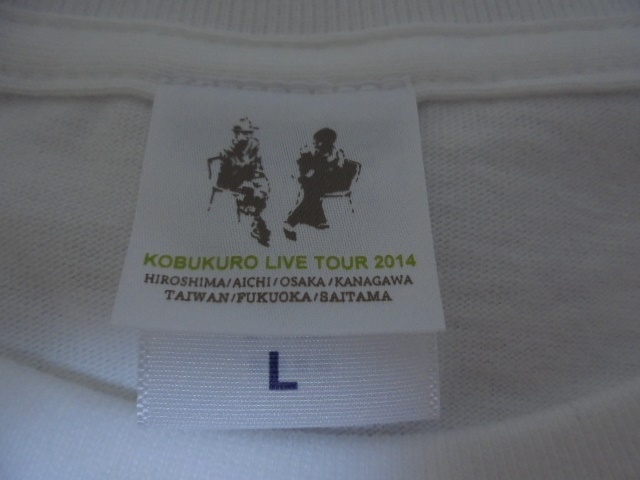 KOBUKURO LIVE TOUR 2014
HIROSHIMA/AICHI/OSAKA/KANAGAWA
TAIWAN/FUKUOKA/SAITAMA
L